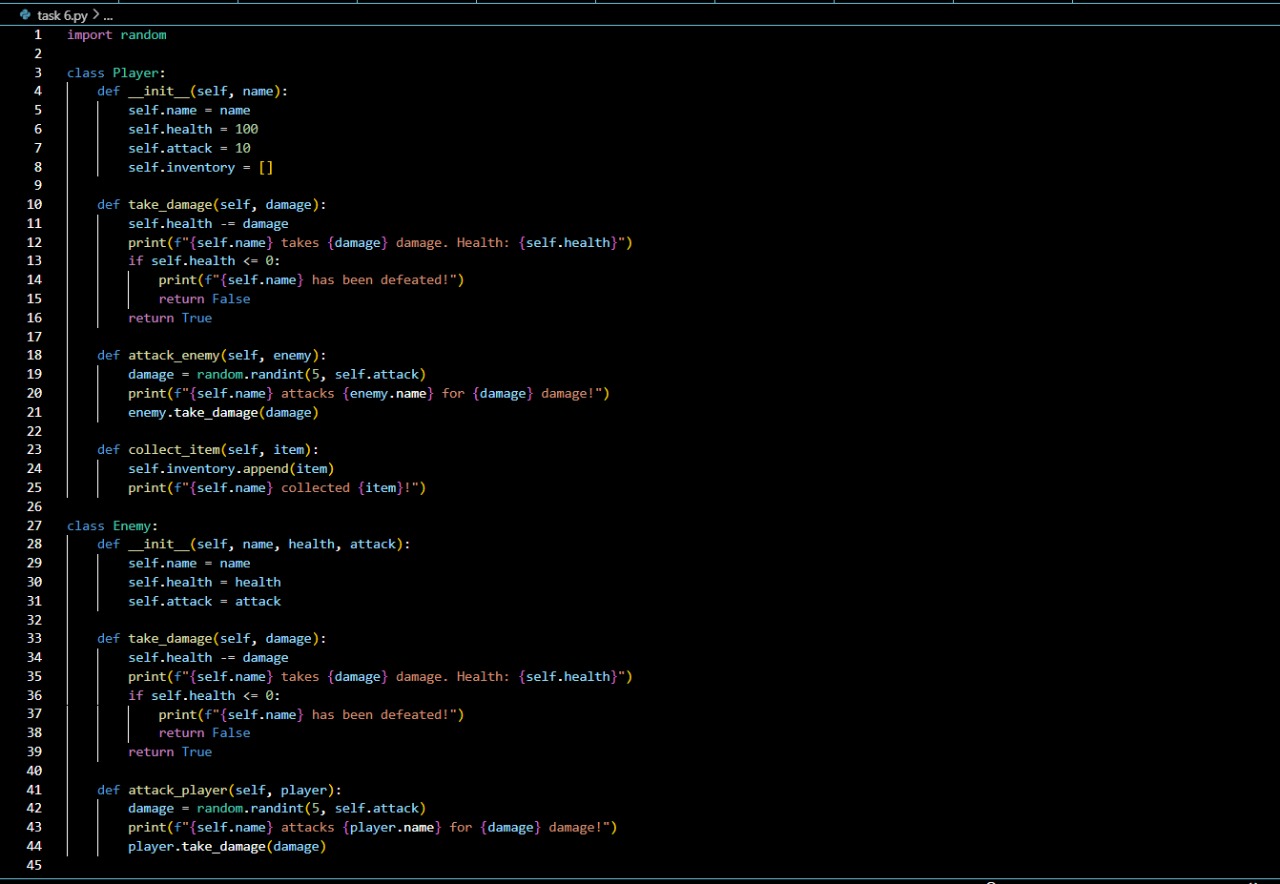 task 6.py > ...
1 import random
2
3 class Player:
4     def __init__(self, name):
5         self.name = name
6         self.health = 100
7         self.attack = 10
8         self.inventory = []
9
10     def take_damage(self, damage):
11         self.health -= damage
12         print(f"{self.name} takes {damage} damage. Health: {self.health}")
13         if self.health <= 0:
14             print(f"{self.name} has been defeated!")
15             return False
16         return True
17
18     def attack_enemy(self, enemy):
19         damage = random.randint(5, self.attack)
20         print(f"{self.name} attacks {enemy.name} for {damage} damage!")
21         enemy.take_damage(damage)
22
23     def collect_item(self, item):
24         self.inventory.append(item)
25         print(f"{self.name} collected {item}!")
26
27 class Enemy:
28     def __init__(self, name, health, attack):
29         self.name = name
30         self.health = health
31         self.attack = attack
32
33     def take_damage(self, damage):
34         self.health -= damage
35         print(f"{self.name} takes {damage} damage. Health: {self.health}")
36         if self.health <= 0:
37             print(f"{self.name} has been defeated!")
38             return False
39         return True
40
41     def attack_player(self, player):
42         damage = random.randint(5, self.attack)
43         print(f"{self.name} attacks {player.name} for {damage} damage!")
44         player.take_damage(damage)
45